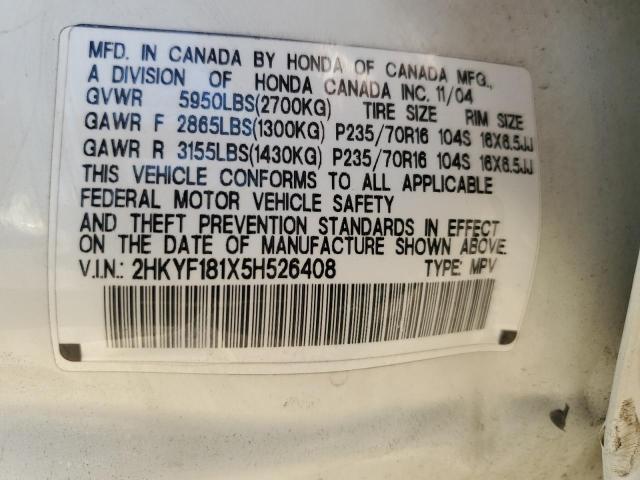 MFD. IN CANADA BY HONDA OF CANADA MFG.,
A DIVISION OF HONDA CANADA INC. 11/04
GVWR 5950LBS(2700KG) TIRE SIZE RIM SIZE
GAWR F 2865LBS(1300KG) P235/70R16 104S 16X6.5JJ
GAWR R 3155LBS(1430KG) P235/70R16 104S 16X6.5JJ
THIS VEHICLE CONFORMS TO ALL APPLICABLE
FEDERAL MOTOR VEHICLE SAFETY
AND THEFT PREVENTION STANDARDS IN EFFECT
ON THE DATE OF MANUFACTURE SHOWN ABOVE.
V.I.N.: 2HKYF181X5H526408 TYPE: MPV